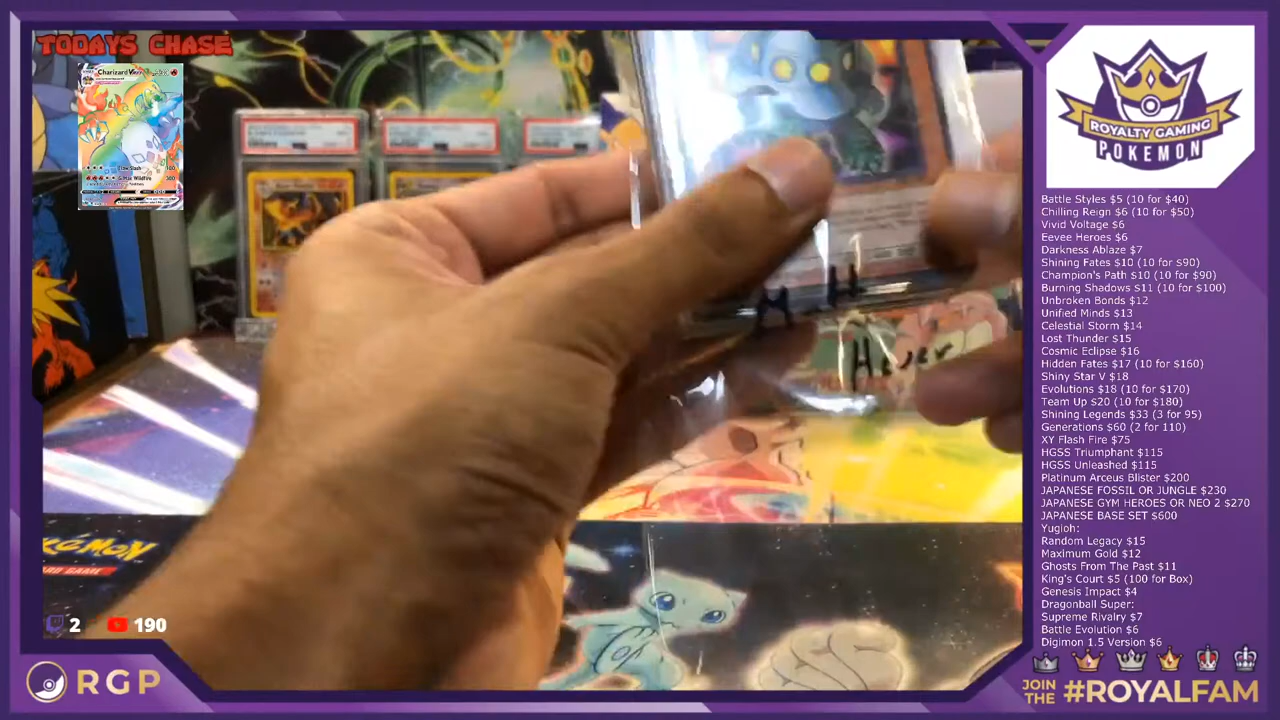 TODAYS CHASE
Charizard
Claw Slash 100
G-Max Wildfire 300
ROYALTY GAMING
POKEMON
Battle Styles $5 (10 for $40)
Chilling Reign $6 (10 for $50)
Vivid Voltage $6
Eevee Heroes $6
Darkness Ablaze $7
Shining Fates $10 (10 for $90)
Champion's Path $10 (10 for $90)
Burning Shadows $11 (10 for $100)
Unbroken Bonds $12
Unified Minds $13
Celestial Storm $14
Lost Thunder $15
Cosmic Eclipse $16
Hidden Fates $17 (10 for $160)
Shiny Star V $18
Evolutions $18 (10 for $170)
Team Up $20 (10 for $180)
Shining Legends $33 (3 for 95)
Generations $60 (2 for 110)
XY Flash Fire $75
HGSS Triumphant $115
HGSS Unleashed $115
Platinum Arceus Blister $200
JAPANESE FOSSIL OR JUNGLE $230
JAPANESE GYM HEROES OR NEO 2 $270
JAPANESE BASE SET $600
Yugioh:
Random Legacy $15
Maximum Gold $12
Ghosts From The Past $11
King's Court $5 (100 for Box)
Genesis Impact $4
Dragonball Super:
Supreme Rivalry $7
Battle Evolution $6
Digimon 1.5 Version $6
2 190
RGP
JOIN THE #ROYALFAM